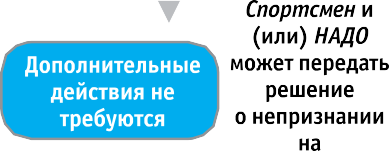 Дополнительные
действия не
требуются
Спортсмен и
(или) НАДО
может передать
решение
о непризнании
на